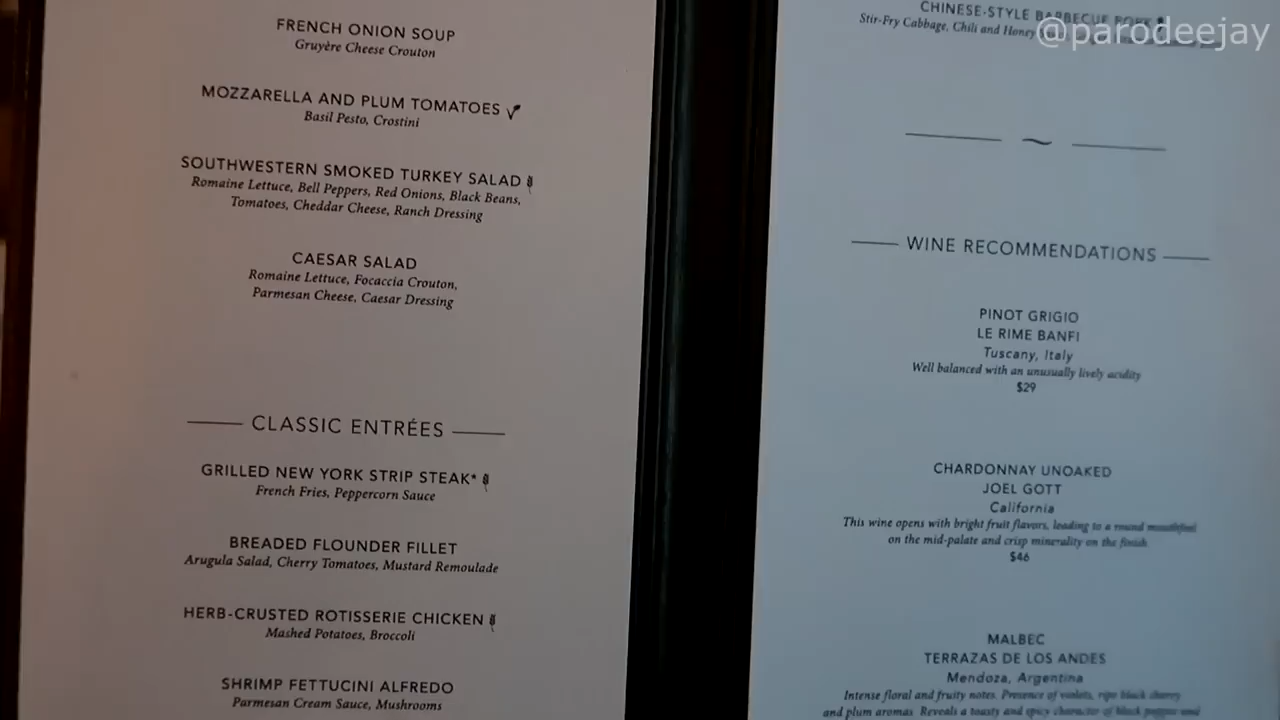 FRENCH ONION SOUP
Gruyère Cheese Crouton
MOZZARELLA AND PLUM TOMATOES
Basil Pesto, Crostini
SOUTHWESTERN SMOKED TURKEY SALAD
Romaine Lettuce, Bell Peppers, Red Onions, Black Beans,
Tomatoes, Cheddar Cheese, Ranch Dressing
CAESAR SALAD
Romaine Lettuce, Focaccia Crouton,
Parmesan Cheese, Caesar Dressing
CLASSIC ENTRÉES
GRILLED NEW YORK STRIP STEAK*
French Fries, Peppercorn Sauce
BREADED FLOUNDER FILLET
Arugula Salad, Cherry Tomatoes, Mustard Remoulade
HERB-CRUSTED ROTISSERIE CHICKEN
Mashed Potatoes, Broccoli
SHRIMP FETTUCINI ALFREDO
Parmesan Cream Sauce, Mushrooms
CHINESE-STYLE BARBECUE PORK
Stir-Fry Cabbage, Chili and Honey
@parodeejay
WINE RECOMMENDATIONS
PINOT GRIGIO
LE RIME BANFI
Tuscany, Italy
Well balanced with an unusually lively acidity
$29
CHARDONNAY UNOAKED
JOEL GOTT
California
This wine opens with bright fruit flavors, leading to a round mouthfeel
on the mid-palate and crisp minerality on the finish
$46
MALBEC
TERRAZAS DE LOS ANDES
Mendoza, Argentina
Intense floral and fruity notes. Presence of violets, ripe black cherry
and plum aromas. Reveals a toasty and spicy character of black pepper and